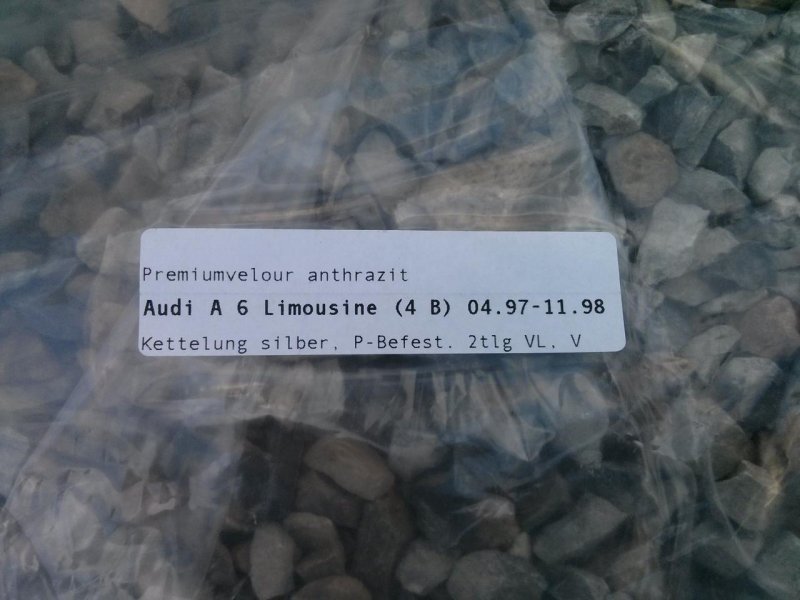 Premiumvelour anthrazit
Audi A 6 Limousine (4 B) 04.97-11.98
Kettelung silber, P-Befest. 2tlg VL, V